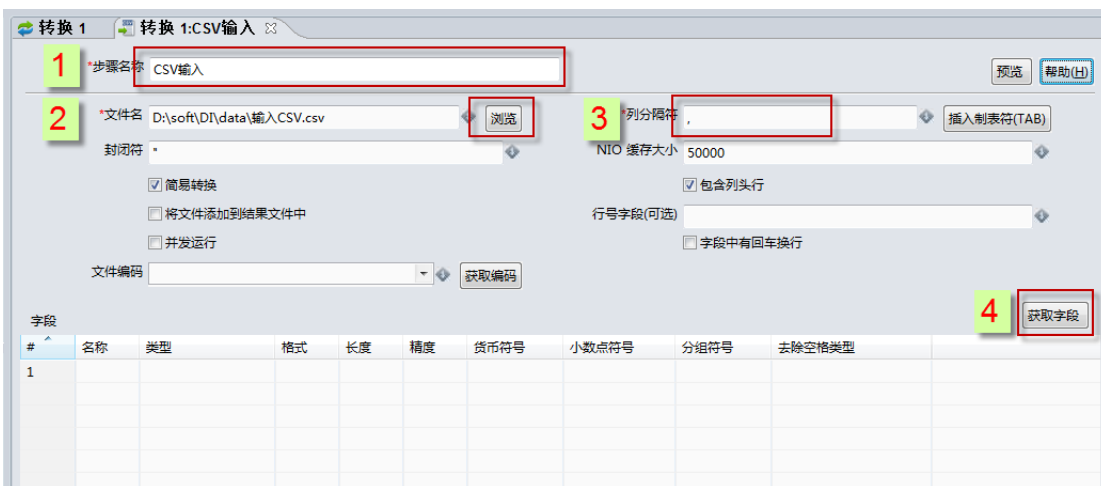 转换 1 转换 1:CSV输入
1 *步骤名称 CSV输入 预览 帮助(H)
2 *文件名 D:\soft\DI\data\输入CSV.csv 浏览 3 *列分隔符 , 插入制表符(TAB)
封闭符 " NIO 缓存大小 50000
简易转换 包含列头行
将文件添加到结果文件中 行号字段(可选)
并发运行 字段中有回车换行
文件编码 获取编码
字段 4 获取字段
# 名称 类型 格式 长度 精度 货币符号 小数点符号 分组符号 去除空格类型
1